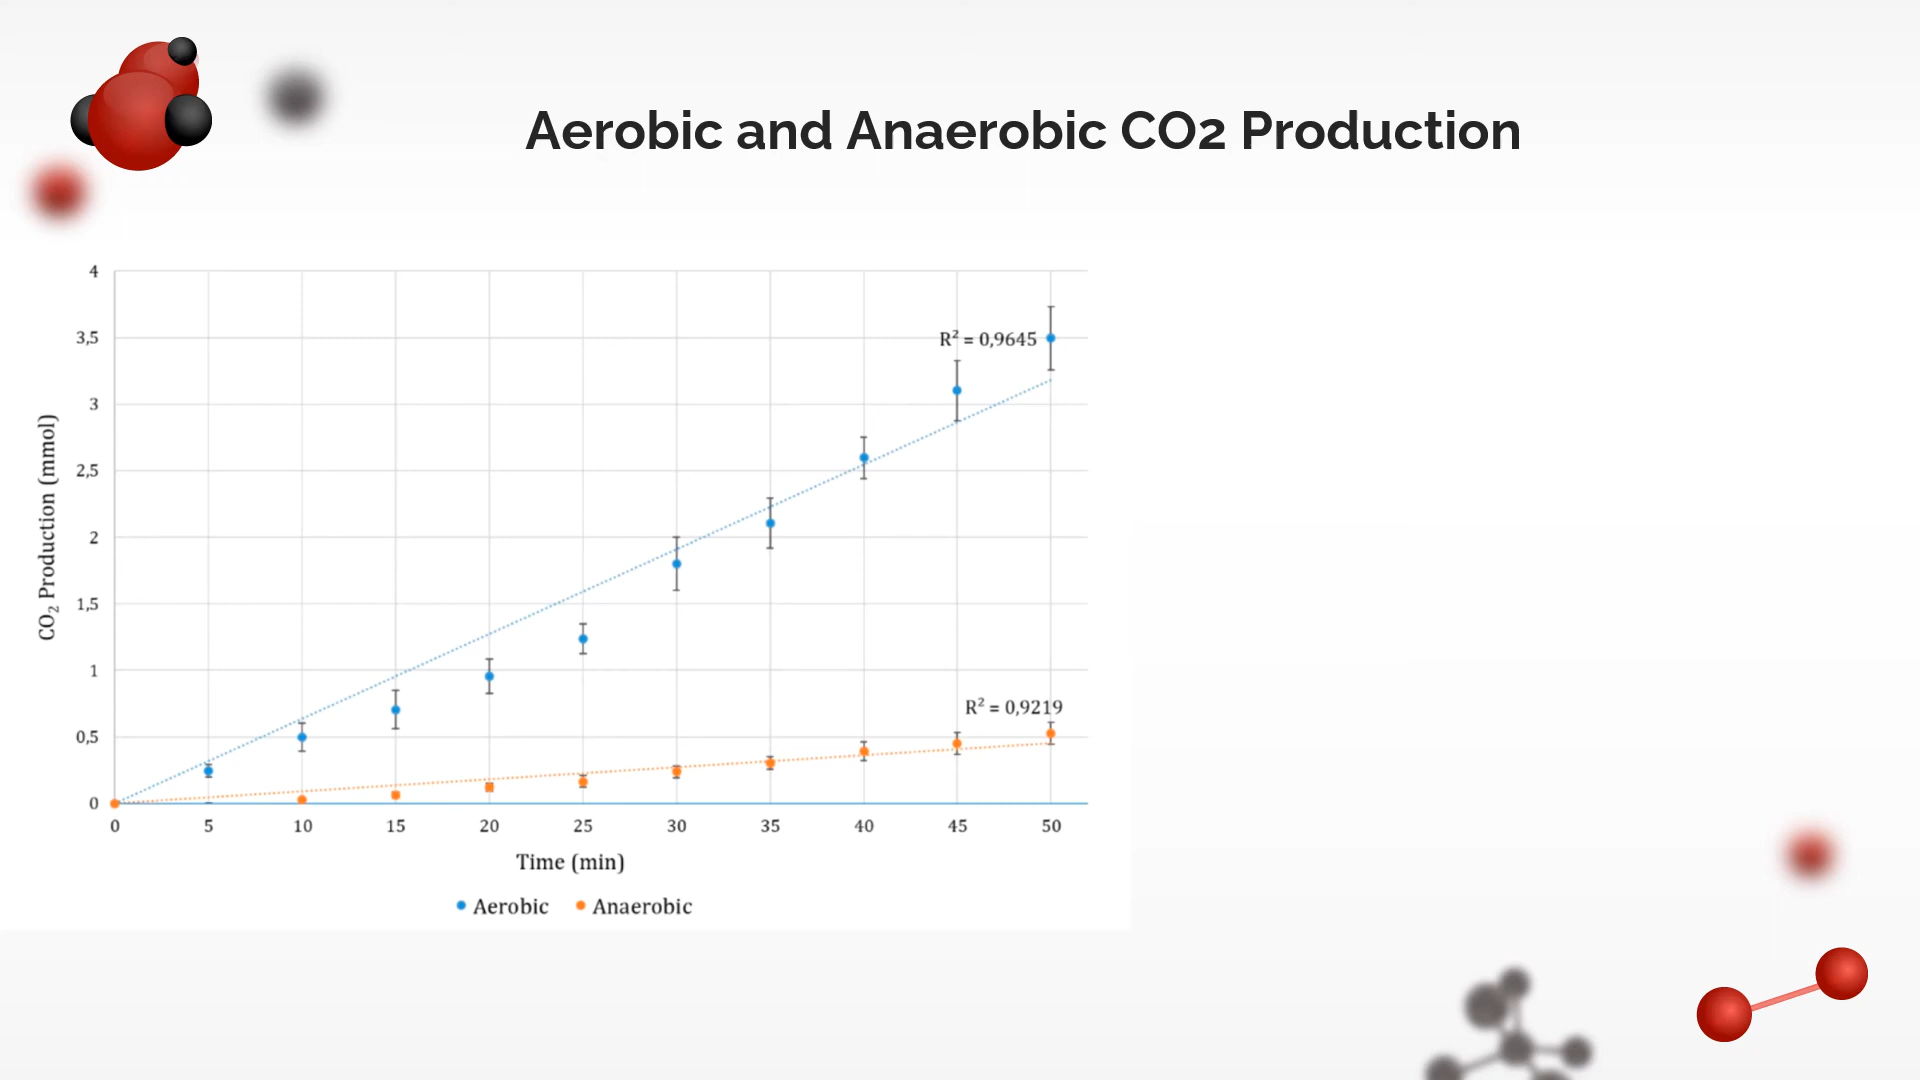 Aerobic and Anaerobic CO2 Production
4
3,5
3
2,5
2
1,5
1
0,5
0
CO₂ Production (mmol)
R² = 0,9645
R² = 0,9219
0 5 10 15 20 25 30 35 40 45 50
Time (min)
Aerobic Anaerobic